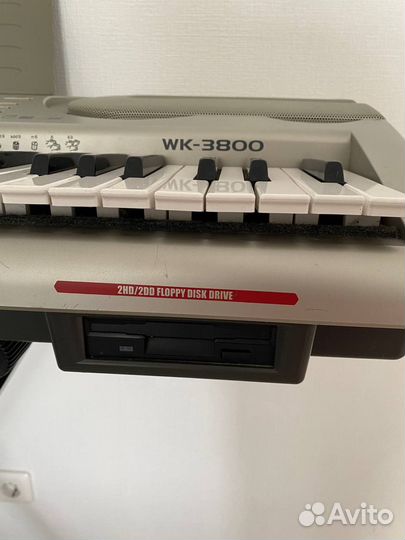 WK-3800
2HD/2DD FLOPPY DISK DRIVE
Avito